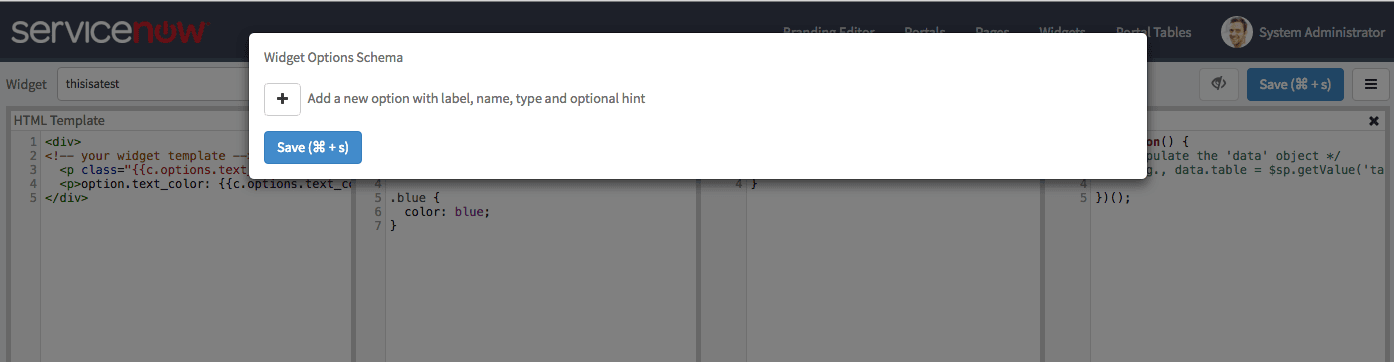 servicenow
Branding Editor Portals Pages Widgets Portal Tables System Administrator
Widget Options Schema
Widget thisisatest
Save (⌘ + s)
+ Add a new option with label, name, type and optional hint
HTML Template
Save (⌘ + s)
1 <div>
2 <!-- your widget template --
3 <p class="{{c.options.text
4 <p>option.text_color: {{c.options.text_co
5 </div>
4
5 .blue {
6 color: blue;
7 }
4 }
on() {
pulate the 'data' object */
g., data.table = $sp.getValue('ta
4
5 })();